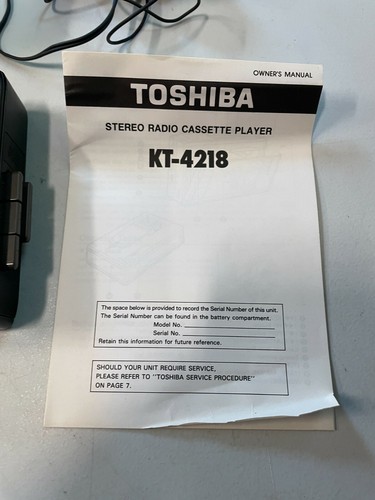 OWNER'S MANUAL
TOSHIBA
STEREO RADIO CASSETTE PLAYER
KT-4218
The space below is provided to record the Serial Number of this unit.
The Serial Number can be found in the battery compartment.
Model No.
Serial No.
Retain this information for future reference.
SHOULD YOUR UNIT REQUIRE SERVICE,
PLEASE REFER TO "TOSHIBA SERVICE PROCEDURE"
ON PAGE 7.